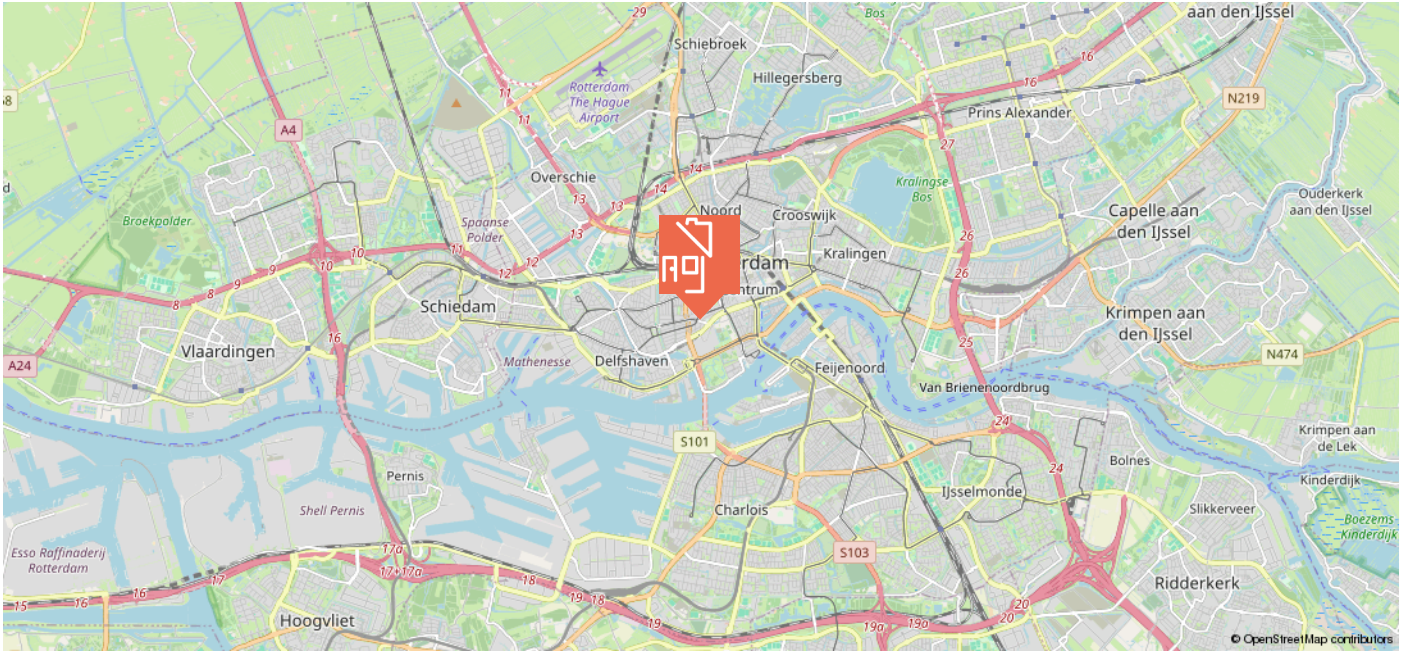 aan den IJssel
29
Bos
Schiebroek
16
Hillegersberg
16
Rotterdam
The Hague
Airport
11
N219
A4
11
Prins Alexander
27
14
Overschie
14
13
13
Kralingse
Bos
Ouderkerk
aan den IJssel
Broekpolder
Spaanse
Polder
Noord
Crooswijk
Capelle aan
den IJssel
13
26
10
11
Kralingen
10
12
12
9
9
8
8
26
Schiedam
Krimpen aan
den IJssel
16
25
Vlaardingen
A24
Mathenesse
Delfshaven
Feijenoord
N474
Van Brienenoordbrug
24
S101
Krimpen aan
de Lek
Bolnes
24
Pernis
Kinderdijk
IJsselmonde
Shell Pernis
Charlois
Slikkerveer
Boezems
Kinderdijk
Esso Raffinaderij
Rotterdam
17a
S103
17+17a
17
18
Ridderkerk
16
16
15
19
18
20
20
Hoogvliet
19
19a
19a
© OpenStreetMap contributors